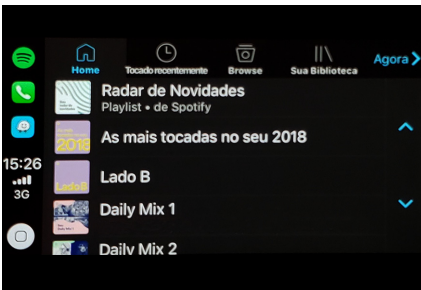 Home
Tocado recentemente
Browse
Sua Biblioteca
Agora
Radar de Novidades
Playlist • de Spotify
2018
As mais tocadas no seu 2018
15:26
3G
LadoB
Lado B
Daily Mix 1
Daily Mix 2